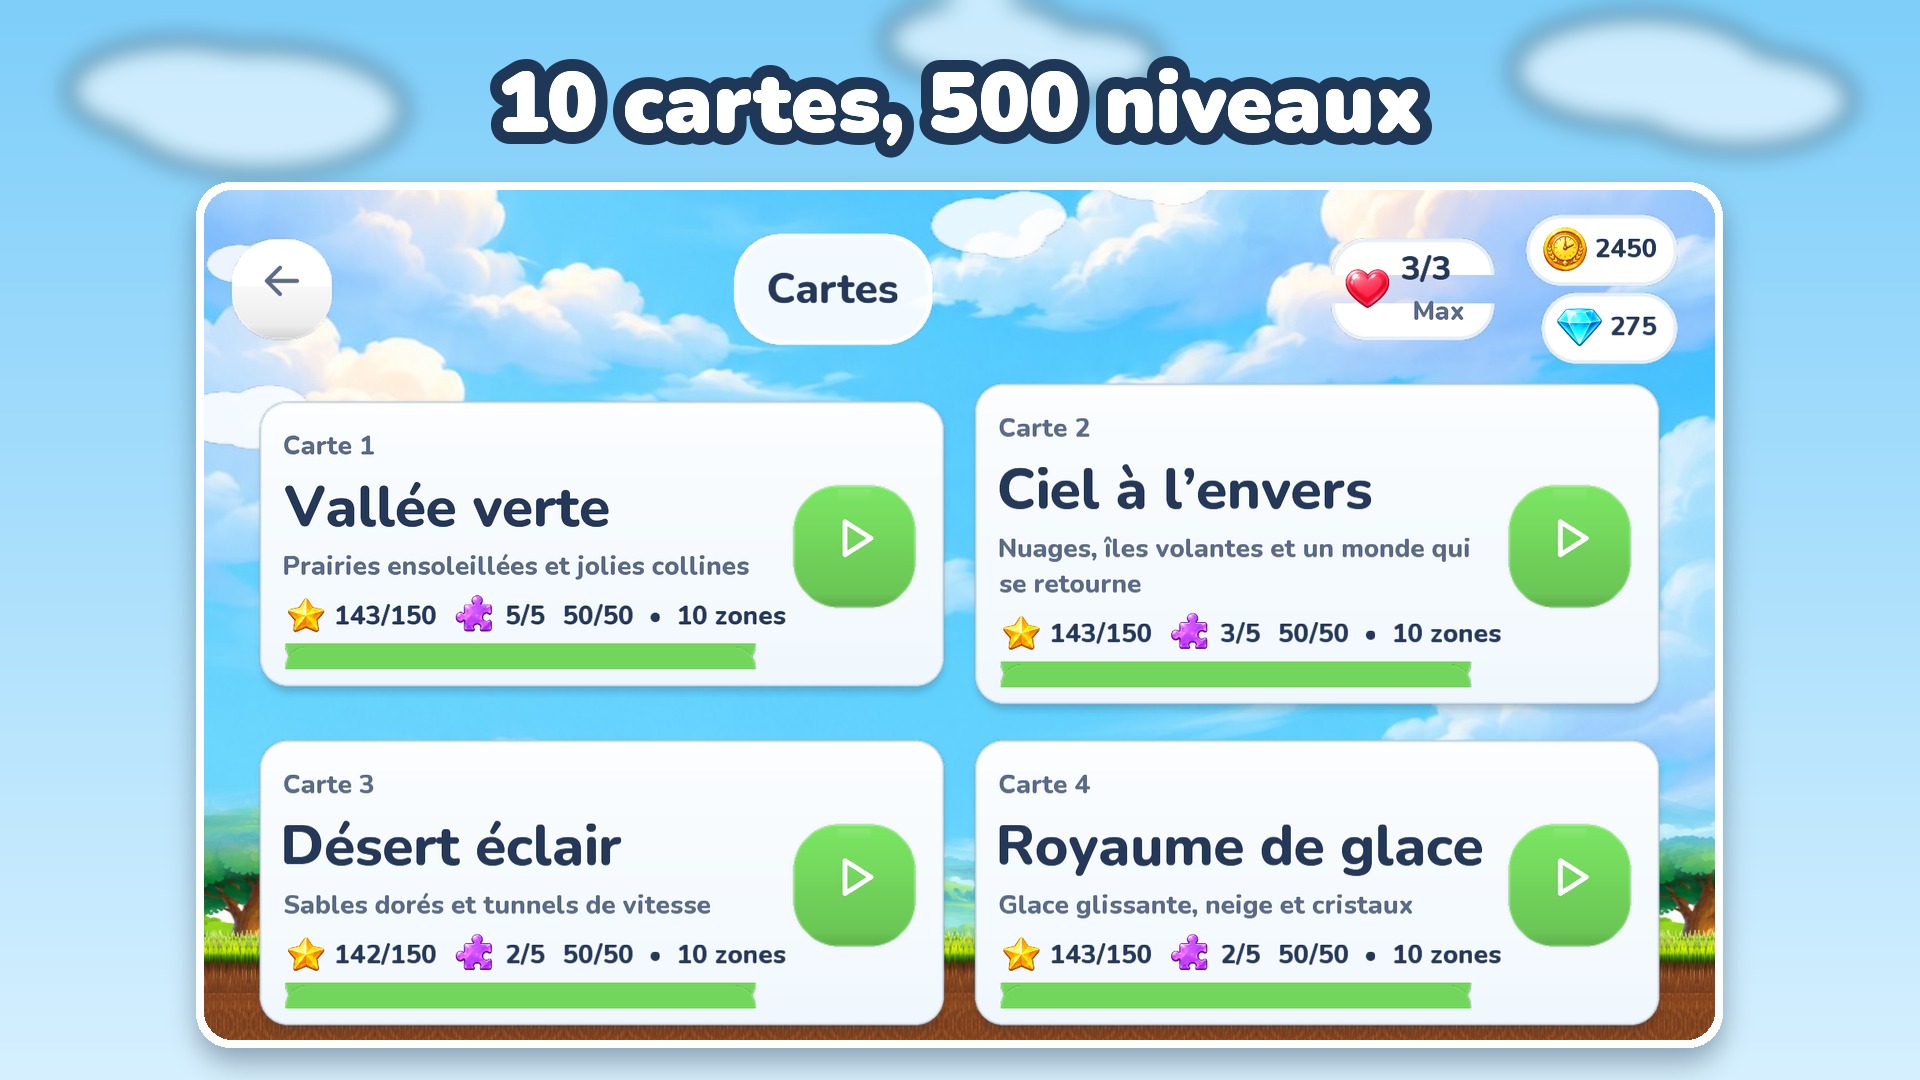 10 cartes, 500 niveaux
Cartes
3/3
Max
2450
275
Carte 1
Vallée verte
Prairies ensoleillées et jolies collines
143/150 5/5 50/50 • 10 zones
Carte 2
Ciel à l’envers
Nuages, îles volantes et un monde qui
se retourne
143/150 3/5 50/50 • 10 zones
Carte 3
Désert éclair
Sables dorés et tunnels de vitesse
142/150 2/5 50/50 • 10 zones
Carte 4
Royaume de glace
Glace glissante, neige et cristaux
143/150 2/5 50/50 • 10 zones